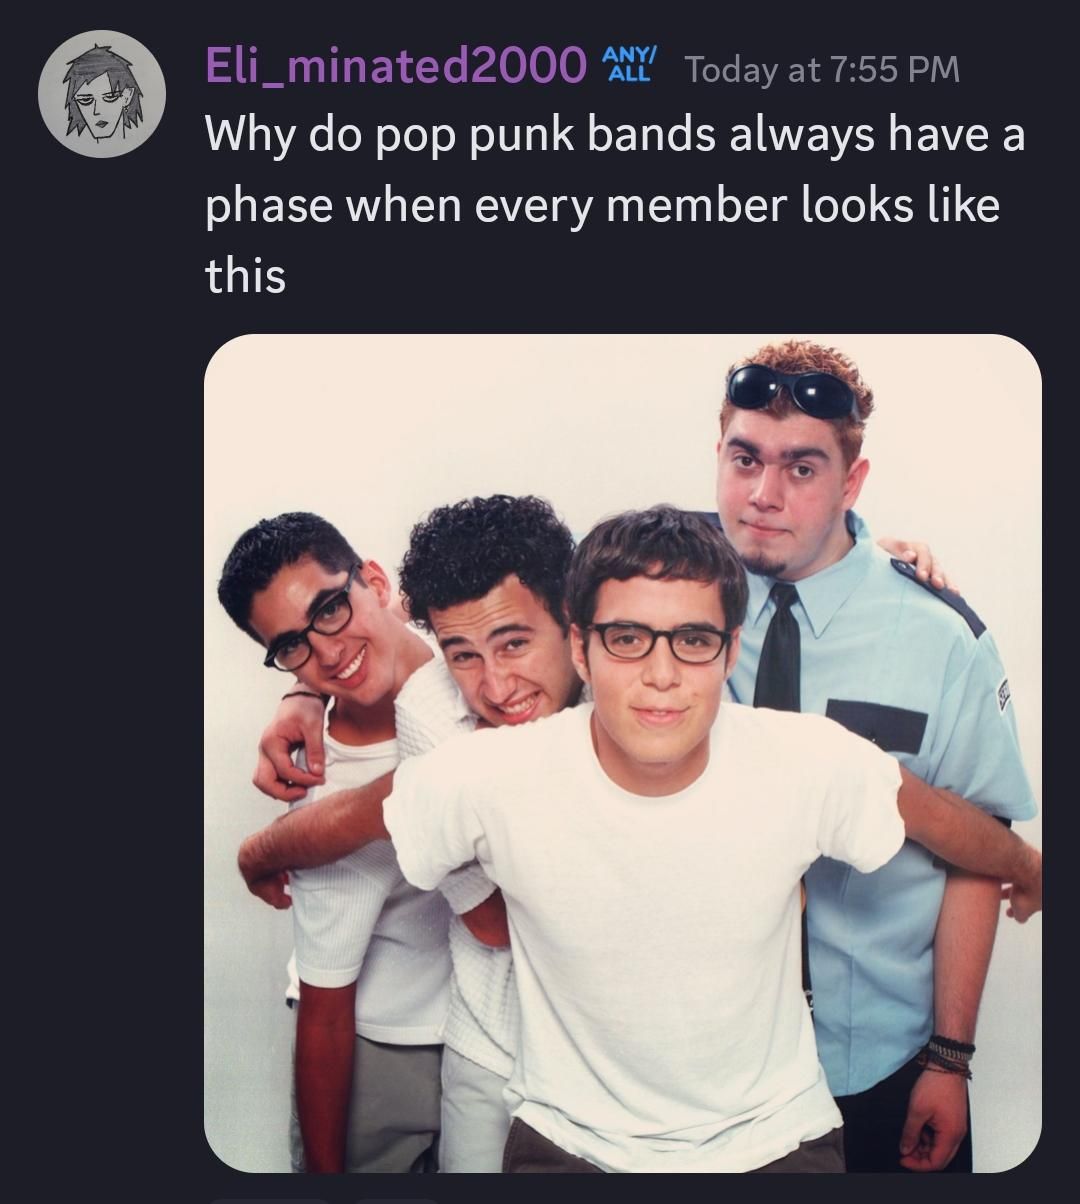 Eli_minated2000 ANY/ALL Today at 7:55 PM
Why do pop punk bands always have a
phase when every member looks like
this